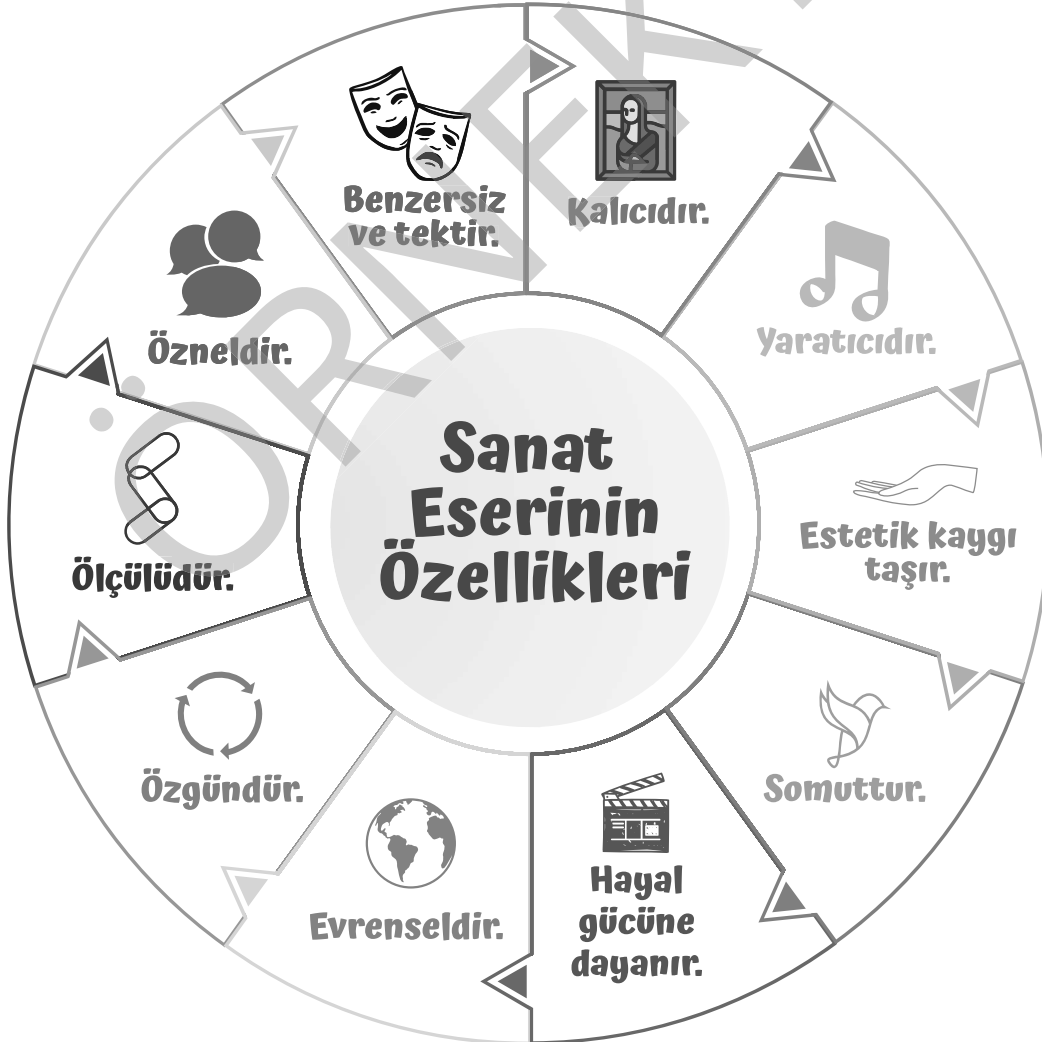 Sanat
Eserinin
Özellikleri
Kalıcıdır.
Yaratıcıdır.
Estetik kaygı
taşır.
Somuttur.
Hayal
gücüne
dayanır.
Evrenseldir.
Özgündür.
Ölçülüdür.
Özneldir.
Benzersiz
ve tektir.
ÖRNEK